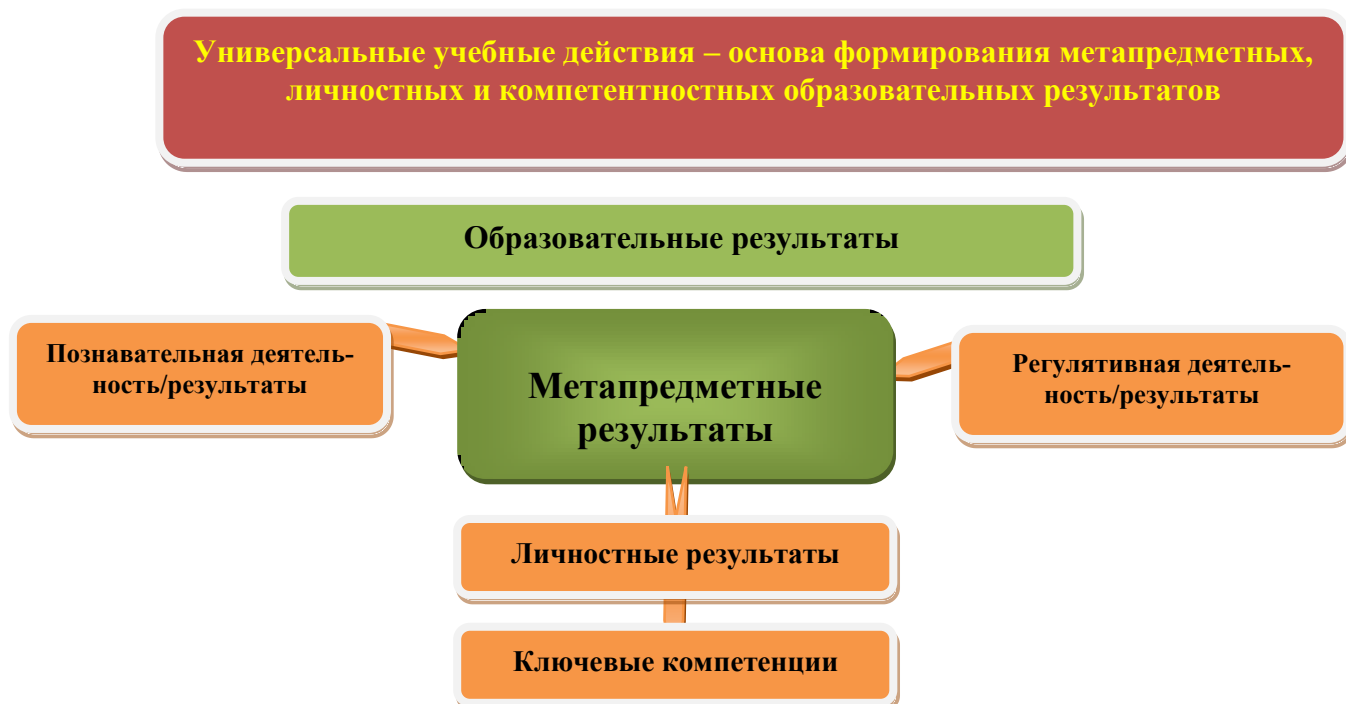 Универсальные учебные действия – основа формирования метапредметных,
личностных и компетентностных образовательных результатов
Образовательные результаты
Познавательная деятель-
ность/результаты
Метапредметные
результаты
Регулятивная деятель-
ность/результаты
Личностные результаты
Ключевые компетенции